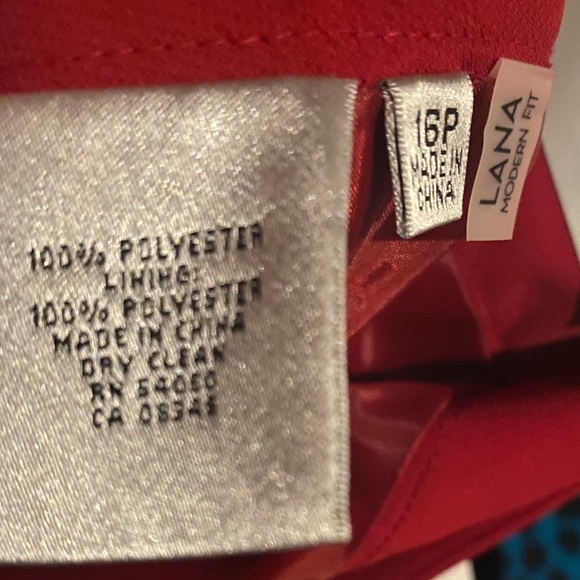 100% POLYESTER
LINING:
100% POLYESTER
MADE IN CHINA
DRY CLEAN
RN 54050
CA 08345
16P
MADE IN
CHINA
LANA
MODERN FIT